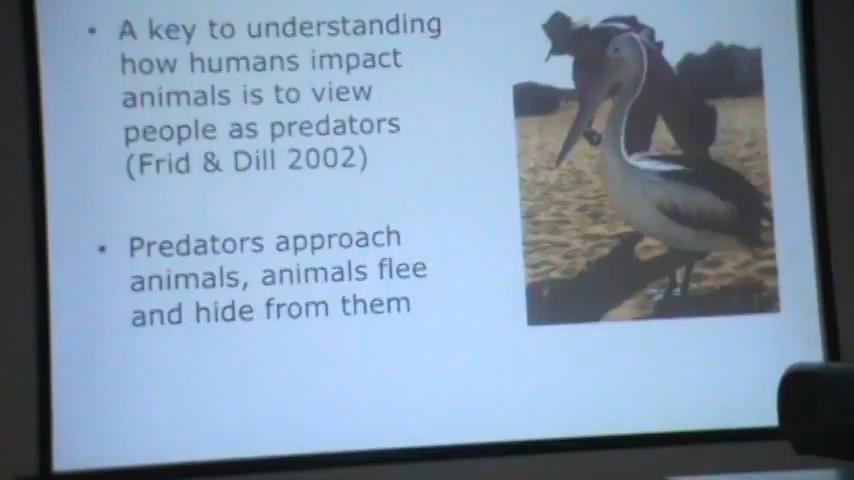 • A key to understanding
how humans impact
animals is to view
people as predators
(Frid & Dill 2002)
• Predators approach
animals, animals flee
and hide from them